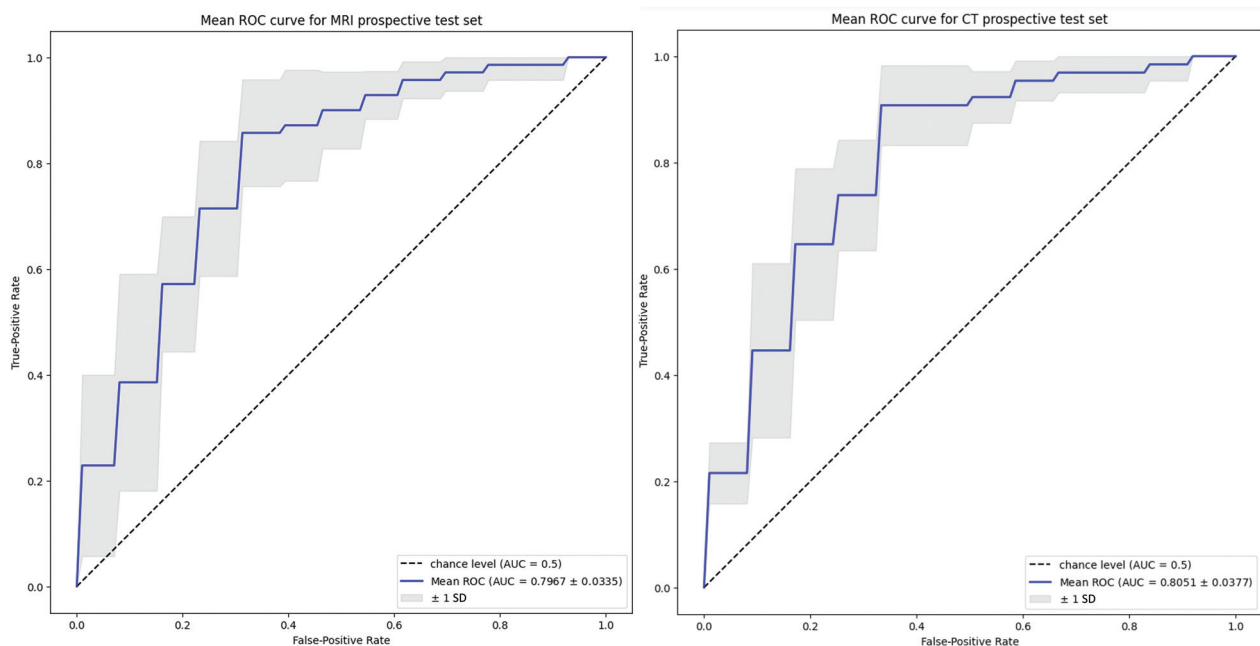 Mean ROC curve for MRI prospective test set
1.0
0.8
0.6
0.4
0.2
0.0
True-Positive Rate
chance level (AUC = 0.5)
Mean ROC (AUC = 0.7967 ± 0.0335)
± 1 SD
0.0 0.2 0.4 0.6 0.8 1.0
False-Positive Rate
Mean ROC curve for CT prospective test set
1.0
0.8
0.6
0.4
0.2
0.0
True-Positive Rate
chance level (AUC = 0.5)
Mean ROC (AUC = 0.8051 ± 0.0377)
± 1 SD
0.0 0.2 0.4 0.6 0.8 1.0
False-Positive Rate